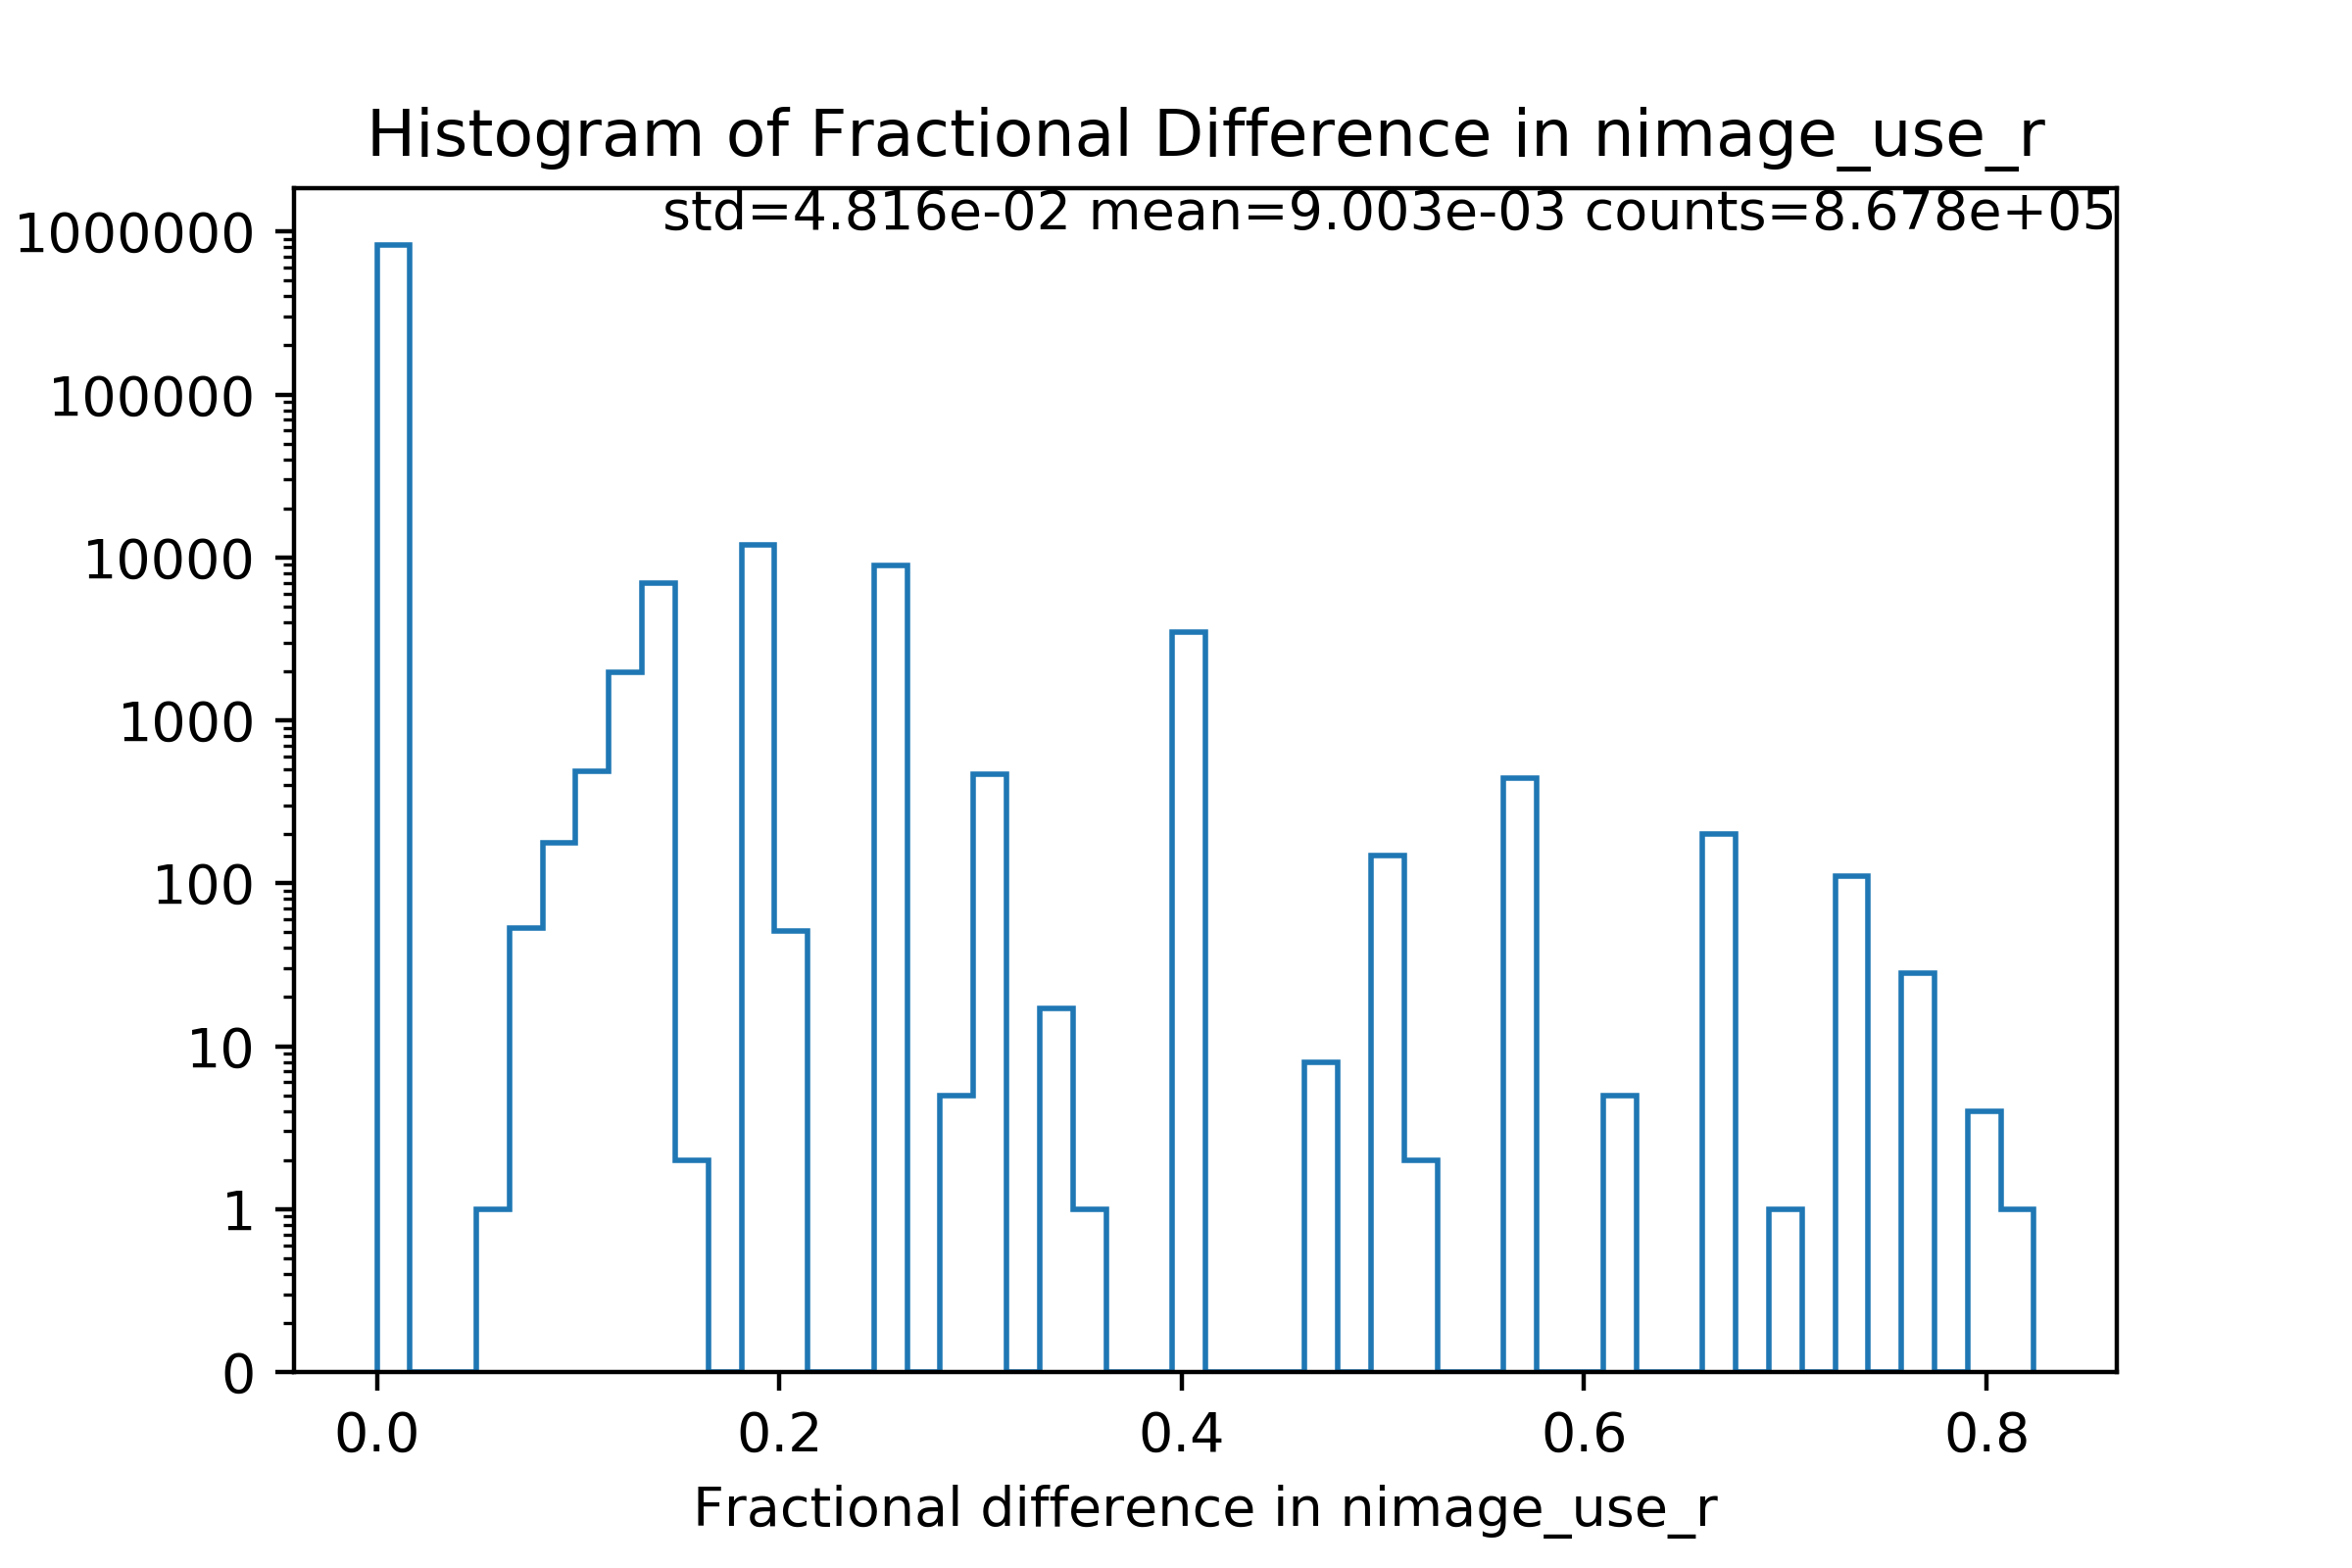 Histogram of Fractional Difference in nimage_use_r
std=4.816e-02 mean=9.003e-03 counts=8.678e+05
1000000
100000
10000
1000
100
10
1
0
0.0 0.2 0.4 0.6 0.8
Fractional difference in nimage_use_r